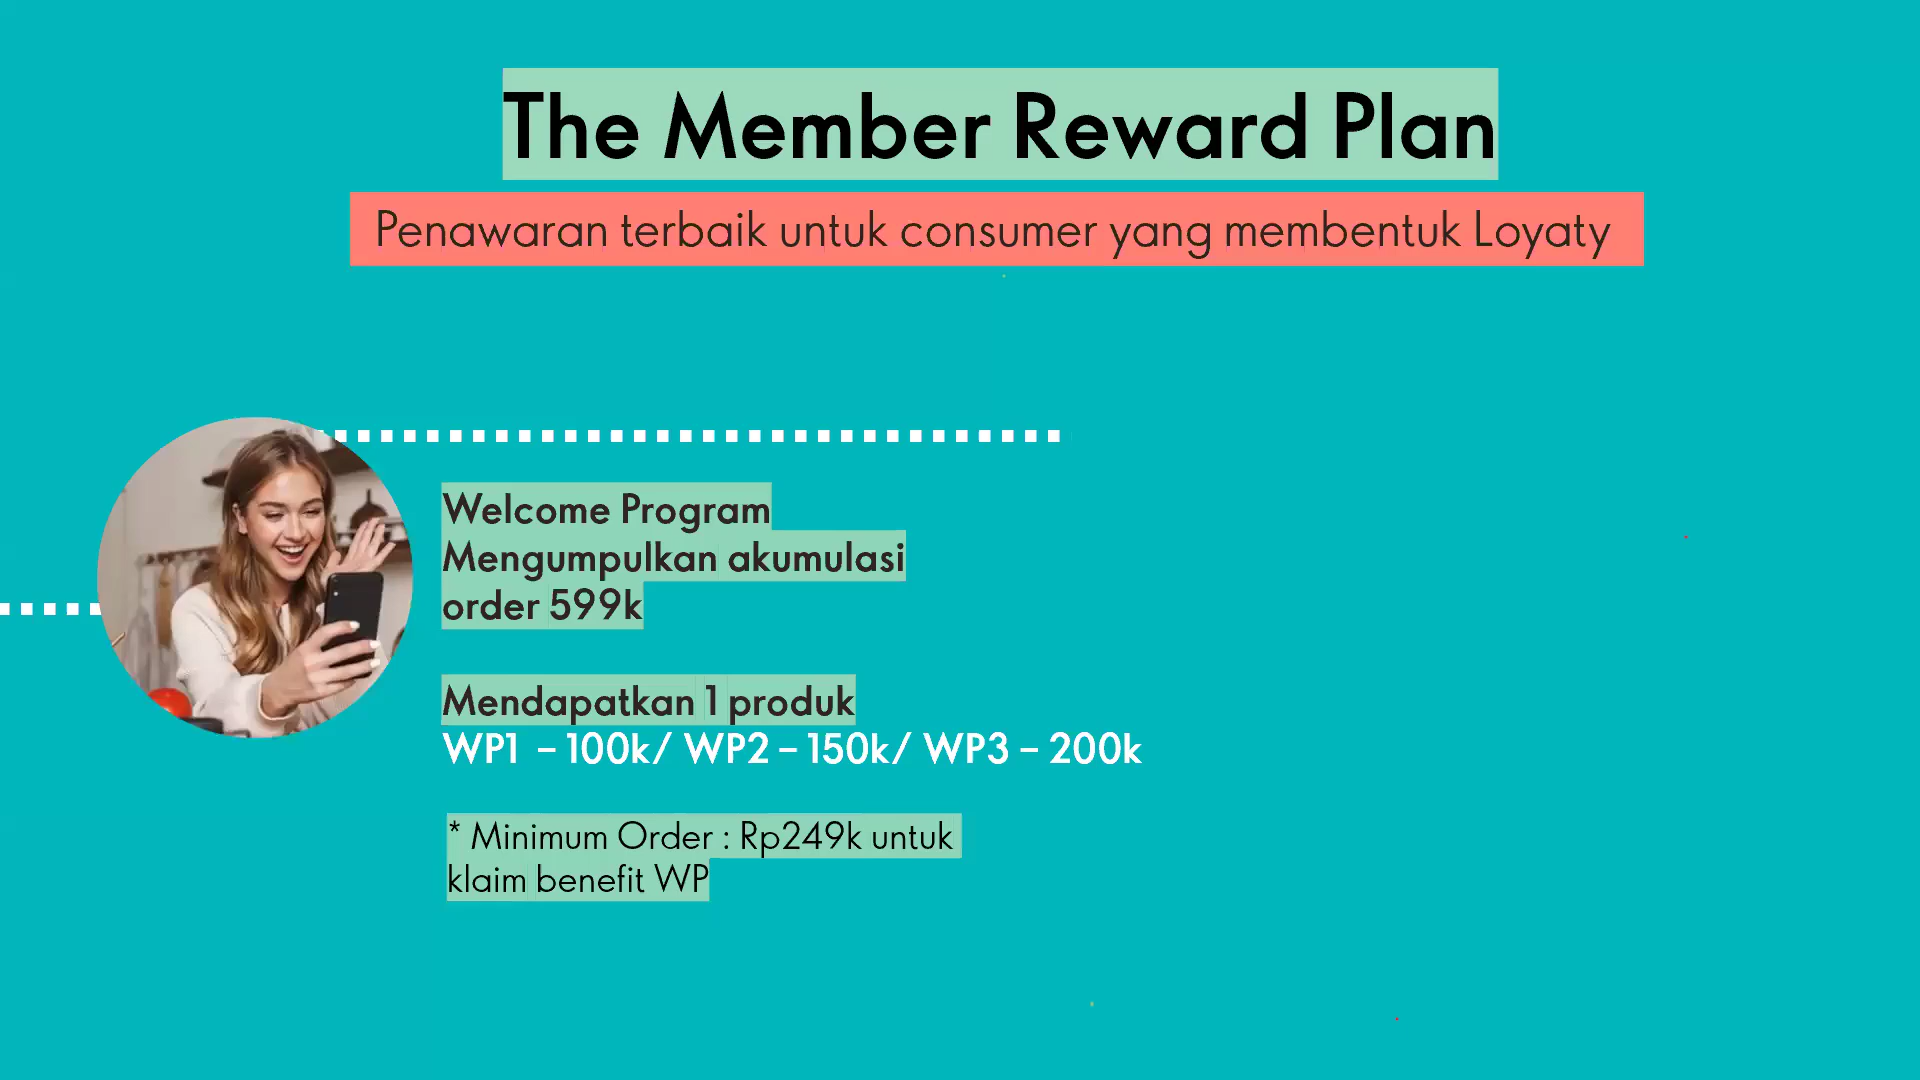 The Member Reward Plan
Penawaran terbaik untuk consumer yang membentuk Loyaty
Welcome Program
Mengumpulkan akumulasi
order 599k
Mendapatkan 1 produk
WP1 – 100k/ WP2 – 150k/ WP3 – 200k
* Minimum Order : Rp249k untuk
klaim benefit WP